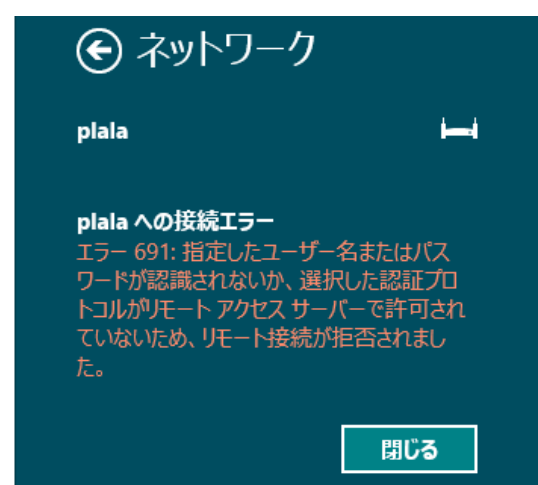 ネットワーク
plala
plala への接続エラー
エラー 691: 指定したユーザー名またはパス
ワードが認識されないか、選択した認証プロ
トコルがリモート アクセス サーバーで許可され
ていないため、リモート接続が拒否されまし
た。
閉じる